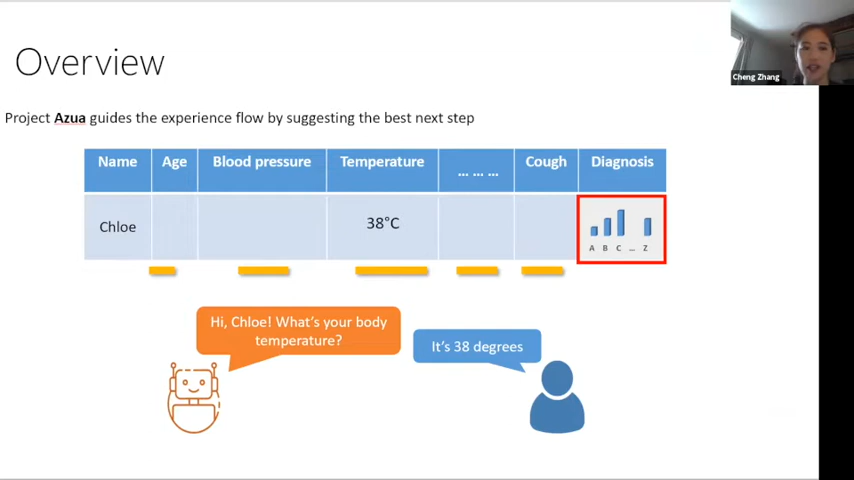 Overview
Cheng Zhang
Project Azua guides the experience flow by suggesting the best next step
Name Age Blood pressure Temperature ... ... ... Cough Diagnosis
Chloe 38°C
A B C ... Z
Hi, Chloe! What's your body
temperature?
It's 38 degrees